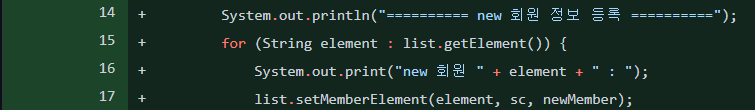 14 + System.out.println("========== new 회원 정보 등록 ==========");
15 + for (String element : list.getElement()) {
16 + System.out.print("new 회원 " + element + " : ");
17 + list.setMemberElement(element, sc, newMember);